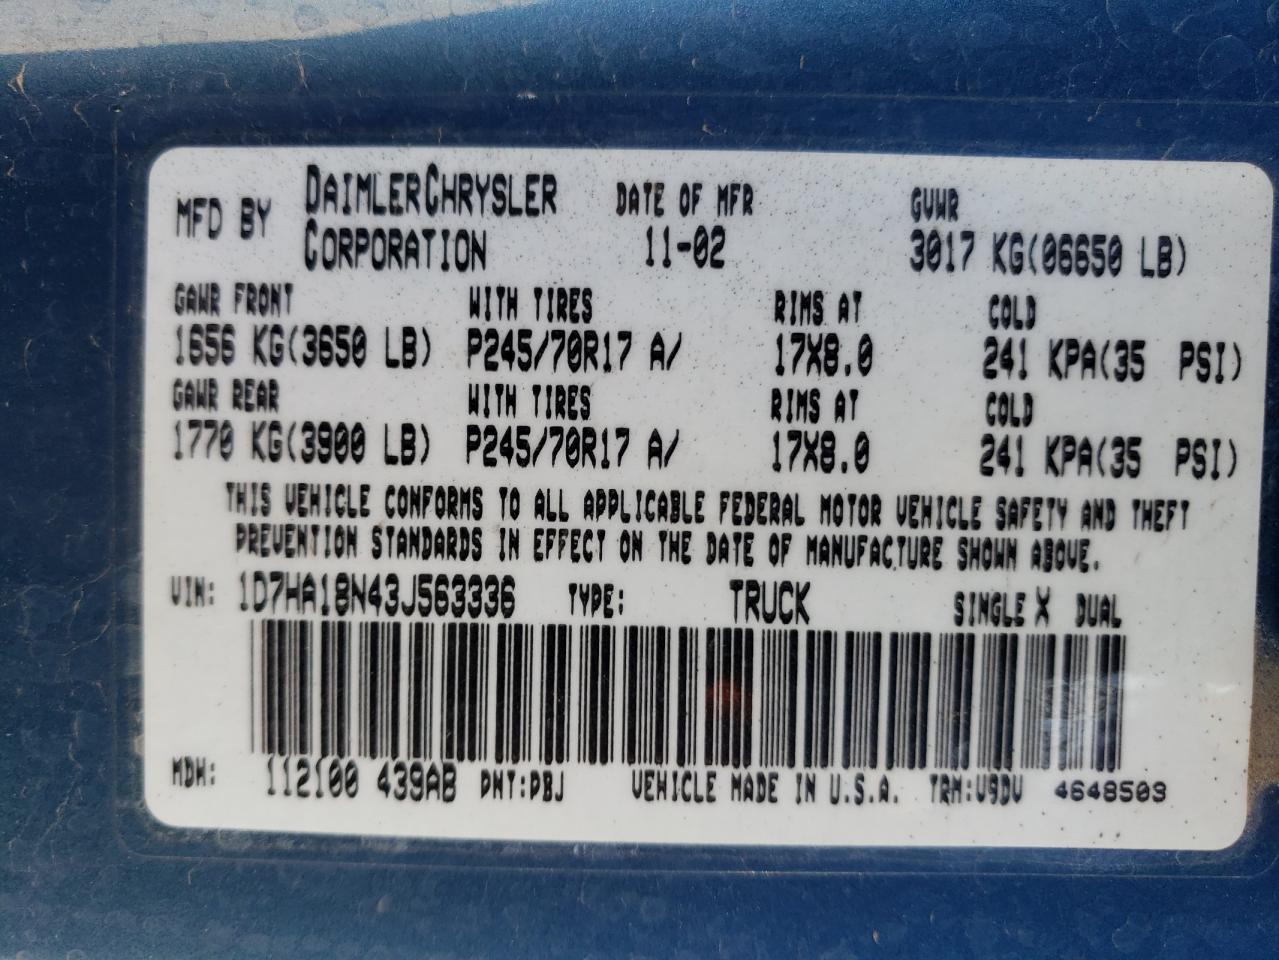 MFD BY DAIMLERCHRYSLER CORPORATION DATE OF MFR 11-02 GVWR 3017 KG(06650 LB)
GAWR FRONT WITH TIRES RIMS AT COLD
1656 KG(3650 LB) P245/70R17 A/ 17X8.0 241 KPA(35 PSI)
GAWR REAR WITH TIRES RIMS AT COLD
1770 KG(3900 LB) P245/70R17 A/ 17X8.0 241 KPA(35 PSI)
THIS VEHICLE CONFORMS TO ALL APPLICABLE FEDERAL MOTOR VEHICLE SAFETY AND THEFT
PREVENTION STANDARDS IN EFFECT ON THE DATE OF MANUFACTURE SHOWN ABOVE.
VIN: 1D7HA18N43J563336 TYPE: TRUCK SINGLE X DUAL
MDH: 112100 439AB PNT:PBJ VEHICLE MADE IN U.S.A. TRM:V9DV 4648503